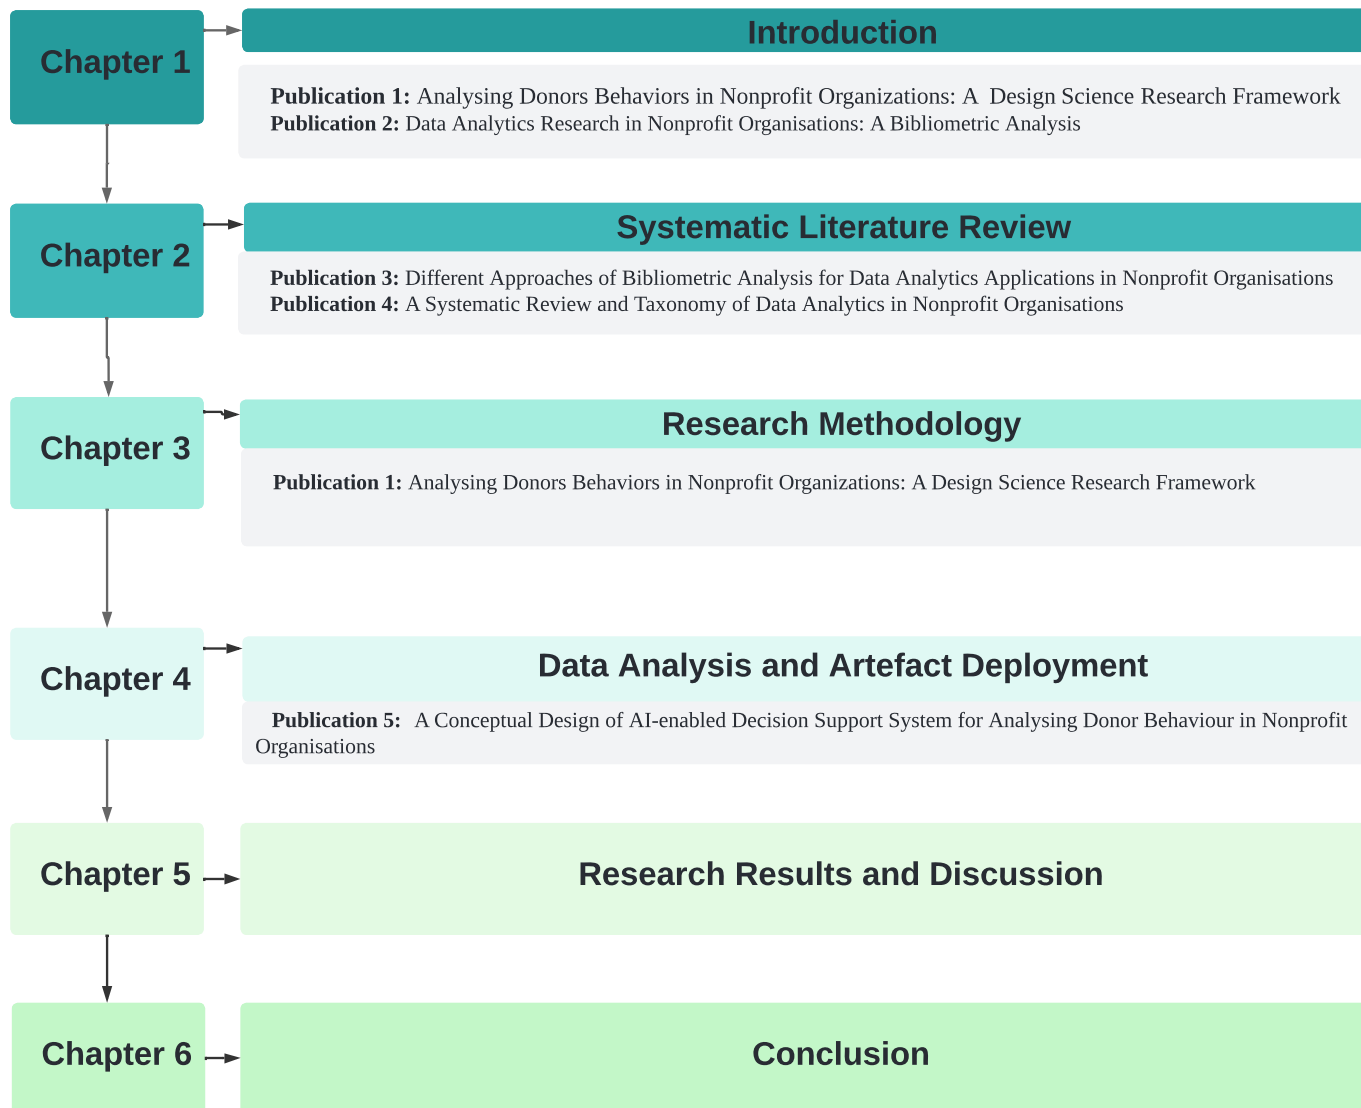 Chapter 1
Introduction
Publication 1: Analysing Donors Behaviors in Nonprofit Organizations: A  Design Science Research Framework
Publication 2: Data Analytics Research in Nonprofit Organisations: A Bibliometric Analysis
Chapter 2
Systematic Literature Review
Publication 3: Different Approaches of Bibliometric Analysis for Data Analytics Applications in Nonprofit Organisations
Publication 4: A Systematic Review and Taxonomy of Data Analytics in Nonprofit Organisations
Chapter 3
Research Methodology
Publication 1: Analysing Donors Behaviors in Nonprofit Organizations: A Design Science Research Framework
Chapter 4
Data Analysis and Artefact Deployment
Publication 5:  A Conceptual Design of AI-enabled Decision Support System for Analysing Donor Behaviour in Nonprofit
Organisations
Chapter 5
Research Results and Discussion
Chapter 6
Conclusion